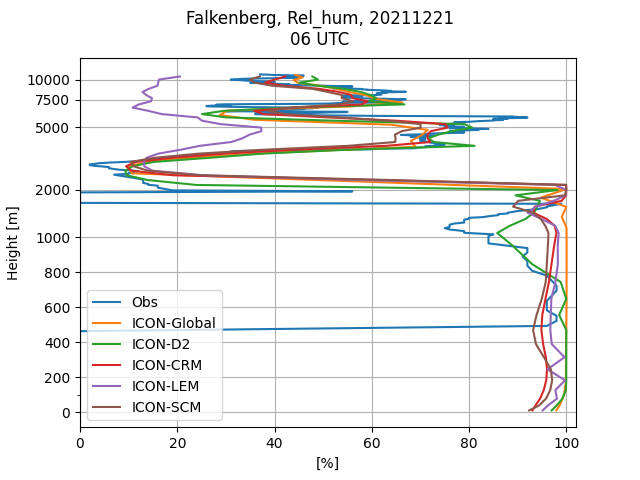 Falkenberg, Rel_hum, 20211221
06 UTC
10000
7500
5000
2000
1000
800
600
400
200
0
Height [m]
Obs
ICON-Global
ICON-D2
ICON-CRM
ICON-LEM
ICON-SCM
0 20 40 60 80 100
[%]